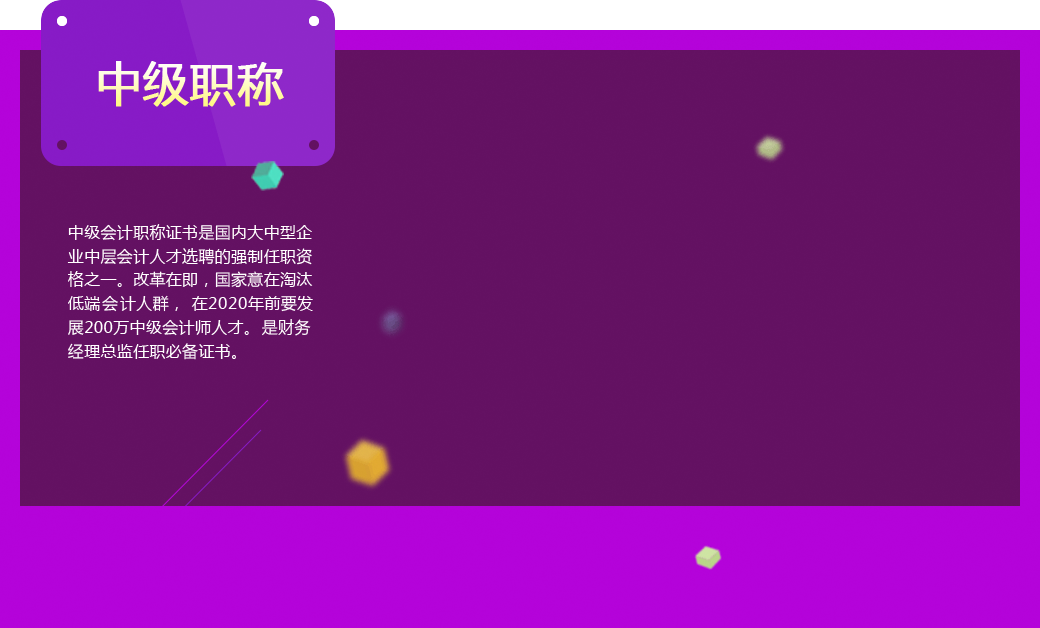 中级职称
中级会计职称证书是国内大中型企
业中层会计人才选聘的强制任职资
格之一。改革在即，国家意在淘汰
低端会计人群， 在2020年前要发
展200万中级会计师人才。是财务
经理总监任职必备证书。